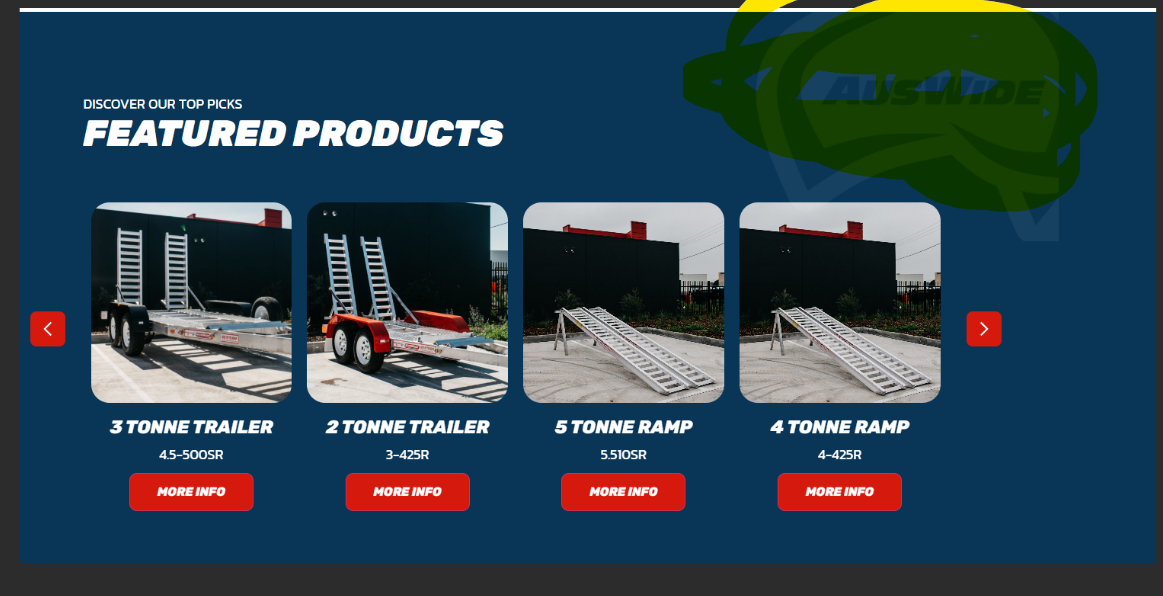 AUSWIDE
DISCOVER OUR TOP PICKS
FEATURED PRODUCTS
3 TONNE TRAILER
2 TONNE TRAILER
5 TONNE RAMP
4 TONNE RAMP
4.5-500SR
3-425R
5.510SR
4-425R
MORE INFO
MORE INFO
MORE INFO
MORE INFO